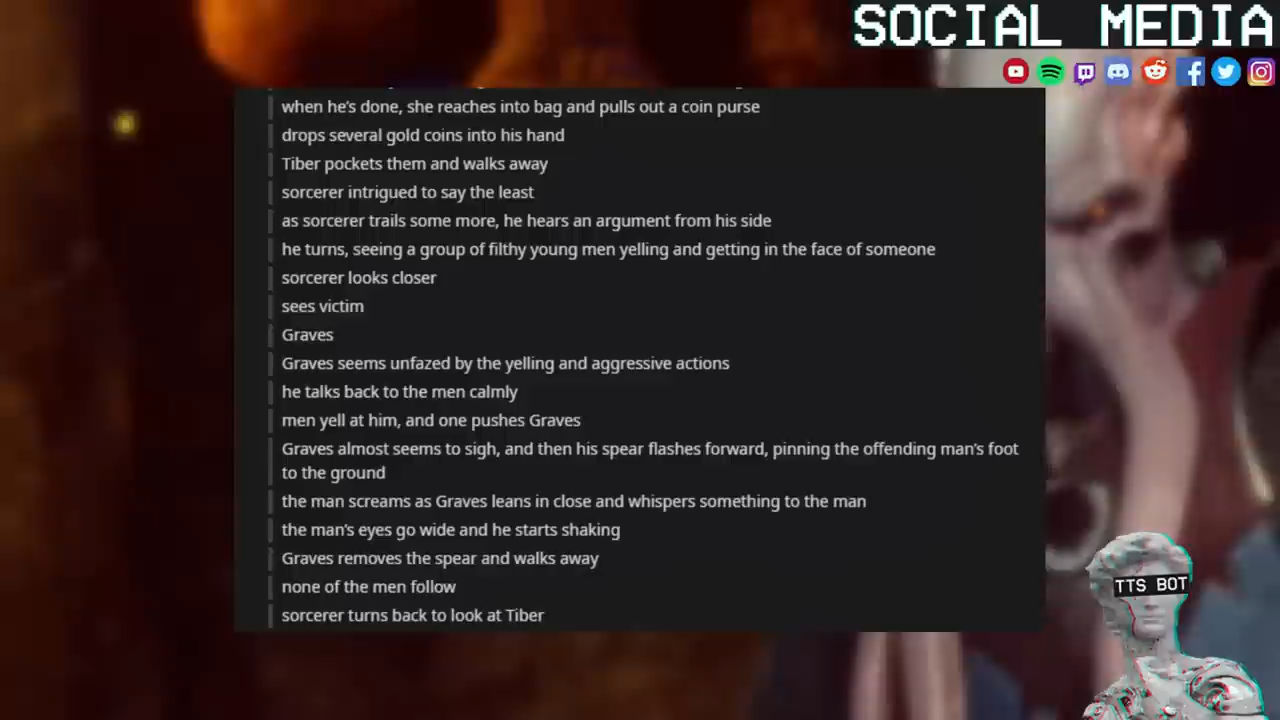 SOCIAL MEDIA
when he's done, she reaches into bag and pulls out a coin purse
drops several gold coins into his hand
Tiber pockets them and walks away
sorcerer intrigued to say the least
as sorcerer trails some more, he hears an argument from his side
he turns, seeing a group of filthy young men yelling and getting in the face of someone
sorcerer looks closer
sees victim
Graves
Graves seems unfazed by the yelling and aggressive actions
he talks back to the men calmly
men yell at him, and one pushes Graves
Graves almost seems to sigh, and then his spear flashes forward, pinning the offending man's foot
to the ground
the man screams as Graves leans in close and whispers something to the man
the man's eyes go wide and he starts shaking
Graves removes the spear and walks away
none of the men follow
sorcerer turns back to look at Tiber
TTS BOT